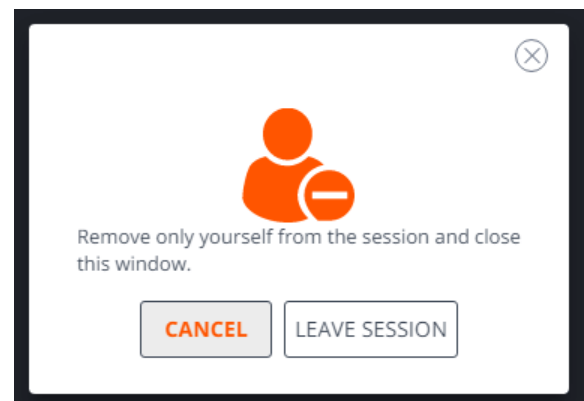 Remove only yourself from the session and close
this window.
CANCEL
LEAVE SESSION